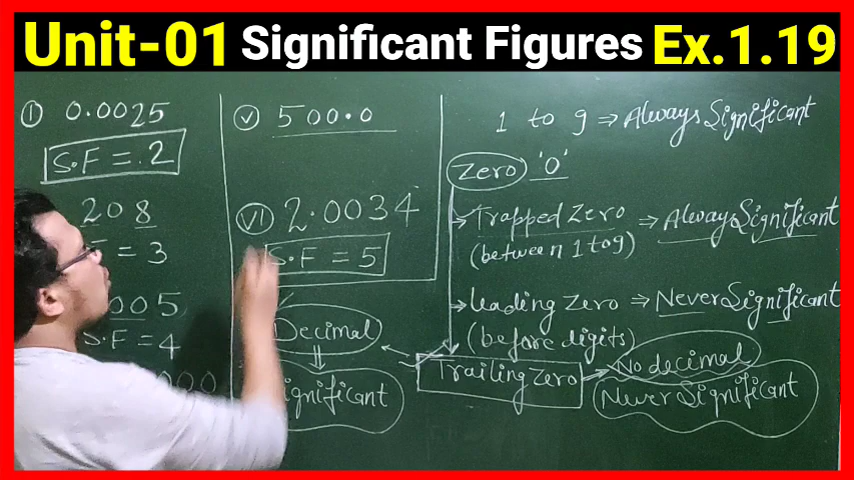 Unit-01 Significant Figures Ex.1.19
① 0.0025
S.F = 2
208
= 3
005
S.F = 4
000
Ⓥ 500.0
ⓥⓘ 2.0034
S.F = 5
Decimal
⇓
ignificant
1 to 9 ⇒ Always Significant
Zero '0'
→ Trapped Zero ⇒ Always Significant
(between 1 to 9)
→ leading Zero ⇒ Never Significant
(before digits)
Trailing Zero → No decimal
Never Significant